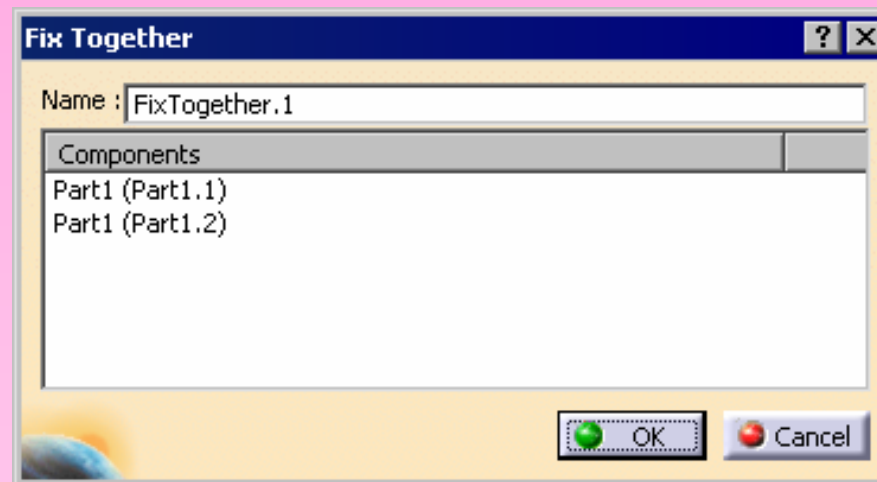 Fix Together
Name : FixTogether.1
Components
Part1 (Part1.1)
Part1 (Part1.2)
OK Cancel